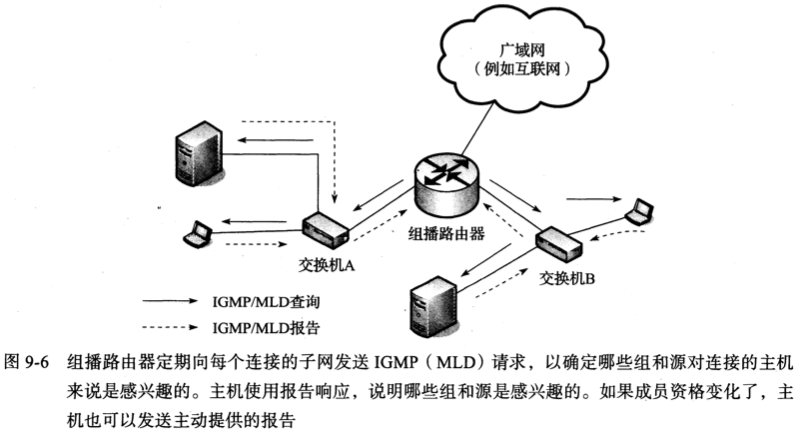 广域网
（例如互联网）
组播路由器
交换机A
交换机B
IGMP/MLD查询
IGMP/MLD报告
图 9-6 组播路由器定期向每个连接的子网发送 IGMP（MLD）请求，以确定哪些组和源对连接的主机
来说是感兴趣的。主机使用报告响应，说明哪些组和源是感兴趣的。如果成员资格变化了，主
机也可以发送主动提供的报告